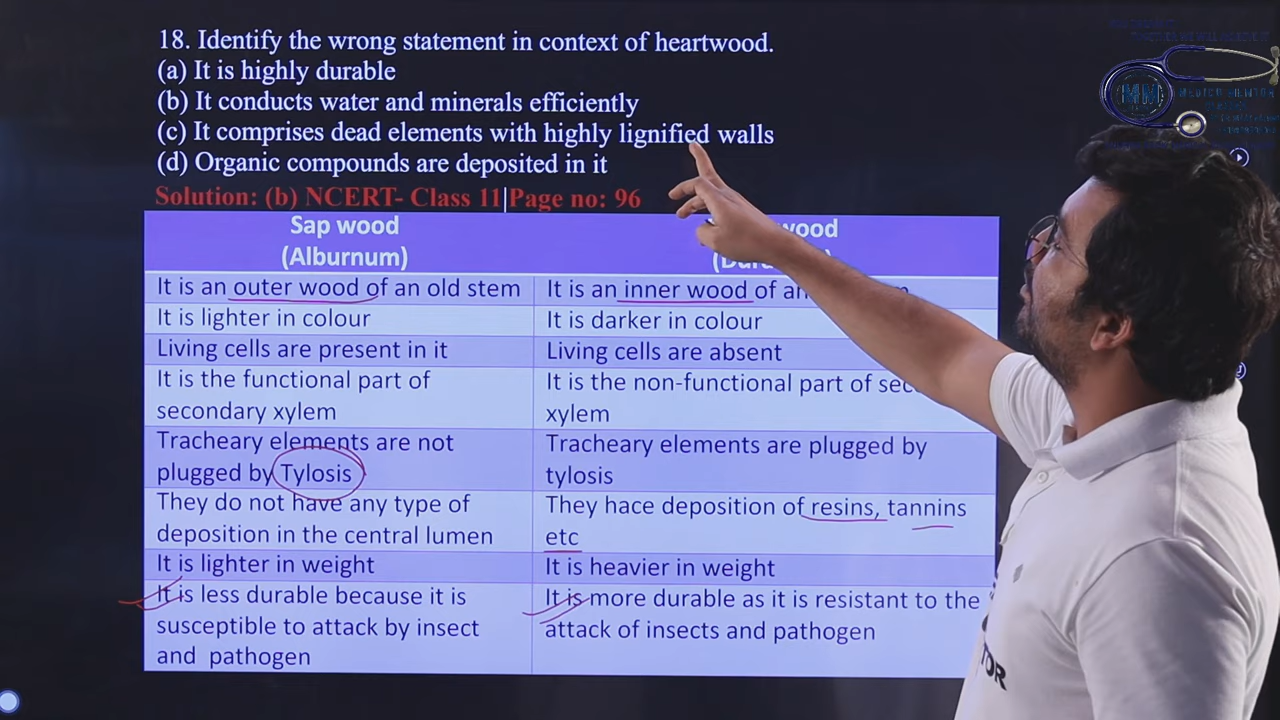 18. Identify the wrong statement in context of heartwood.
(a) It is highly durable
(b) It conducts water and minerals efficiently
(c) It comprises dead elements with highly lignified walls
(d) Organic compounds are deposited in it
Solution: (b) NCERT- Class 11|Page no: 96
Sap wood
(Alburnum)
wood
It is an outer wood of an old stem
It is an inner wood of an
It is lighter in colour
It is darker in colour
Living cells are present in it
Living cells are absent
It is the functional part of
secondary xylem
It is the non-functional part of sec
xylem
Tracheary elements are not
plugged by Tylosis
Tracheary elements are plugged by
tylosis
They do not have any type of
deposition in the central lumen
They hace deposition of resins, tannins
etc
It is lighter in weight
It is heavier in weight
It is less durable because it is
susceptible to attack by insect
and pathogen
It is more durable as it is resistant to the
attack of insects and pathogen
MM
TOR